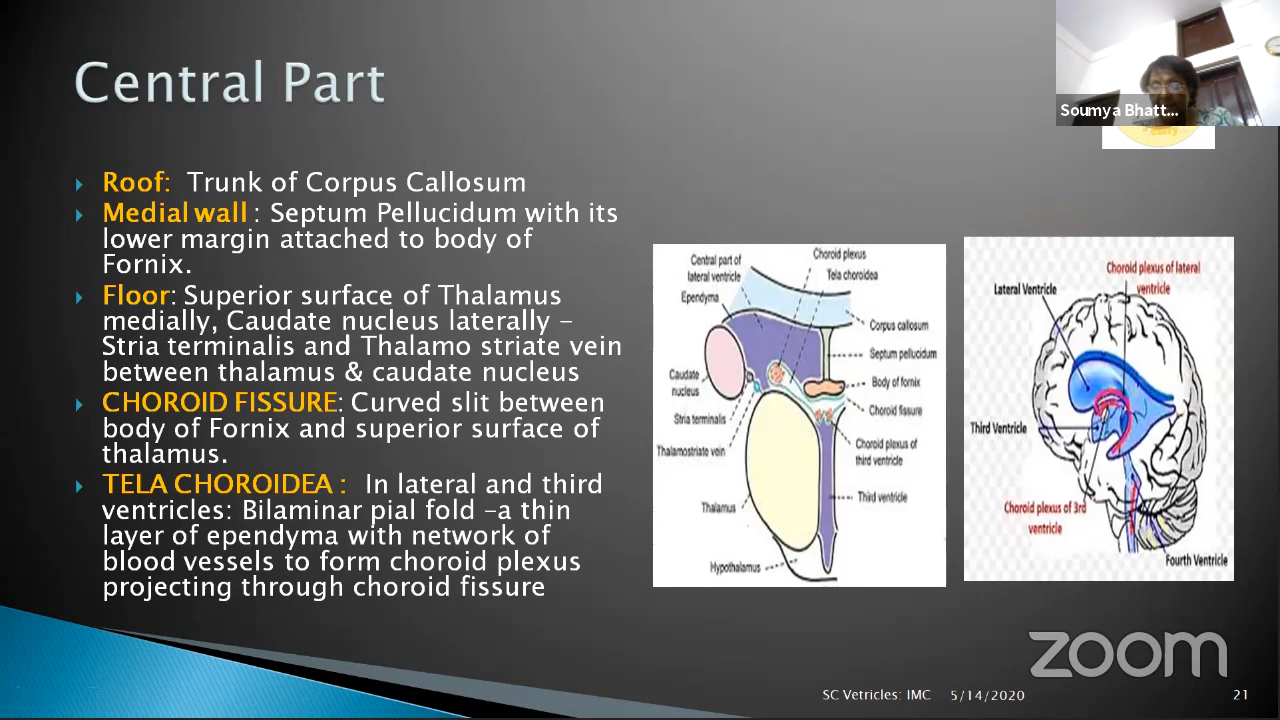 Central Part
Soumya Bhatt...
Roof: Trunk of Corpus Callosum
Medial wall : Septum Pellucidum with its
lower margin attached to body of
Fornix.
Floor: Superior surface of Thalamus
medially, Caudate nucleus laterally –
Stria terminalis and Thalamo striate vein
between thalamus & caudate nucleus
CHOROID FISSURE: Curved slit between
body of Fornix and superior surface of
thalamus.
TELA CHOROIDEA : In lateral and third
ventricles: Bilaminar pial fold –a thin
layer of ependyma with network of
blood vessels to form choroid plexus
projecting through choroid fissure
Central part of
lateral ventricle
Ependyma
Choroid plexus
Tela choroidea
Corpus callosum
Septum pellucidum
Body of fornix
Choroid fissure
Choroid plexus of
third ventricle
Third ventricle
Caudate
nucleus
Stria terminalis
Thalamostriate vein
Thalamus
Hypothalamus
Choroid plexus of lateral
ventricle
Lateral Ventricle
Third Ventricle
Choroid plexus of 3rd
ventricle
Fourth Ventricle
zoom
SC Vetricles: IMC
5/14/2020
21